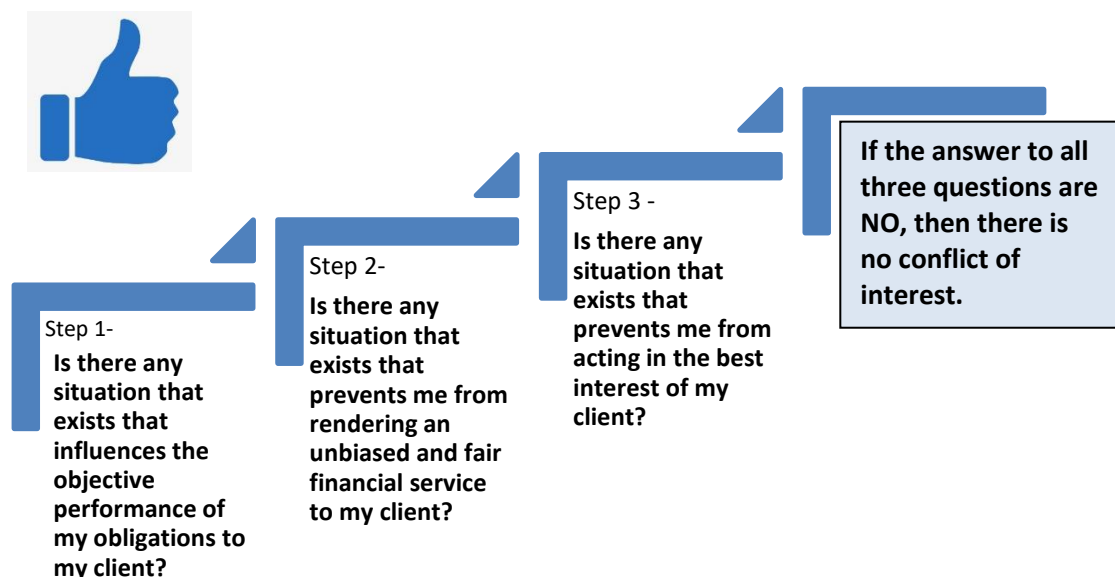 Step 1-
Is there any
situation that
exists that
influences the
objective
performance of
my obligations to
my client?
Step 2-
Is there any
situation that
exists that
prevents me from
rendering an
unbiased and fair
financial service
to my client?
Step 3 -
Is there any
situation that
exists that
prevents me from
acting in the best
interest of my
client?
If the answer to all
three questions are
NO, then there is
no conflict of
interest.